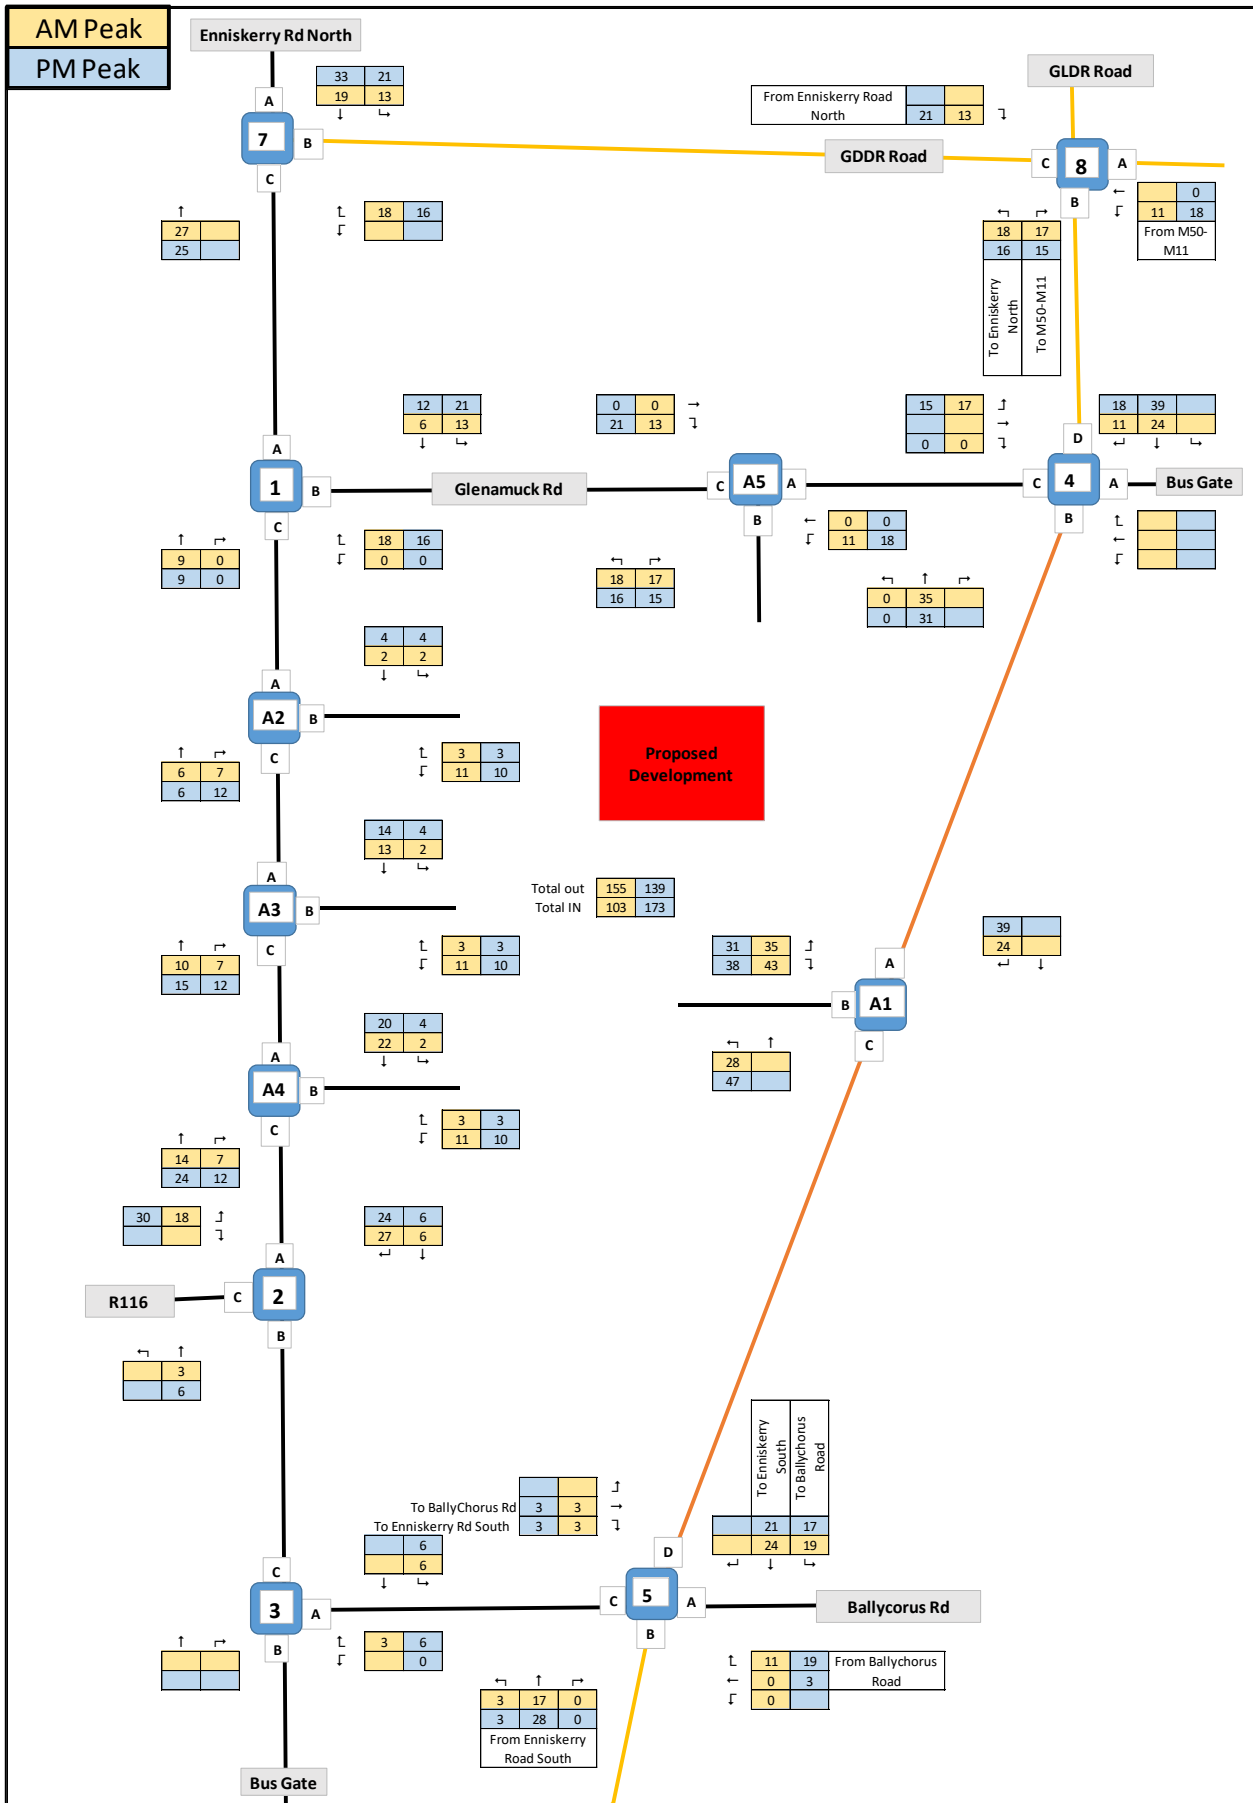 AM Peak
PM Peak
Enniskerry Rd North
33 21
19 13
↓ ↳
A
7
B
C
GLDR Road
From Enniskerry Road
North
21 13
GDDR Road
C
8
A
B
0
11 18
From M50-
M11
18 17
16 15
To Enniskerry
North
To M50-M11
↑
27
25
18 16
12 21
6 13
0 0
21 13
15 17
0 0
18 39
11 24
A
1
B
C
Glenamuck Rd
C
A5
A
B
D
C
4
A
B
Bus Gate
9 0
9 0
18 16
0 0
0 0
11 18
18 17
16 15
0 35
0 31
4 4
2 2
A
A2
B
C
6 7
6 12
3 3
11 10
Proposed
Development
14 4
13 2
A
A3
B
C
Total out 155 139
Total IN 103 173
10 7
15 12
3 3
11 10
31 35
38 43
39
24
A
B
A1
C
28
47
20 4
22 2
A
A4
B
C
14 7
24 12
3 3
11 10
30 18
24 6
27 6
A
R116
C
2
B
3
6
To Enniskerry
South
To Ballychorus
Road
To BallyChorus Rd 3 3
To Enniskerry Rd South 3 3
21 17
24 19
6
6
C
3
A
B
D
C
5
A
B
Ballycorus Rd
3 6
0
11 19 From Ballychorus
0 3 Road
0
3 17 0
3 28 0
From Enniskerry
Road South
Bus Gate